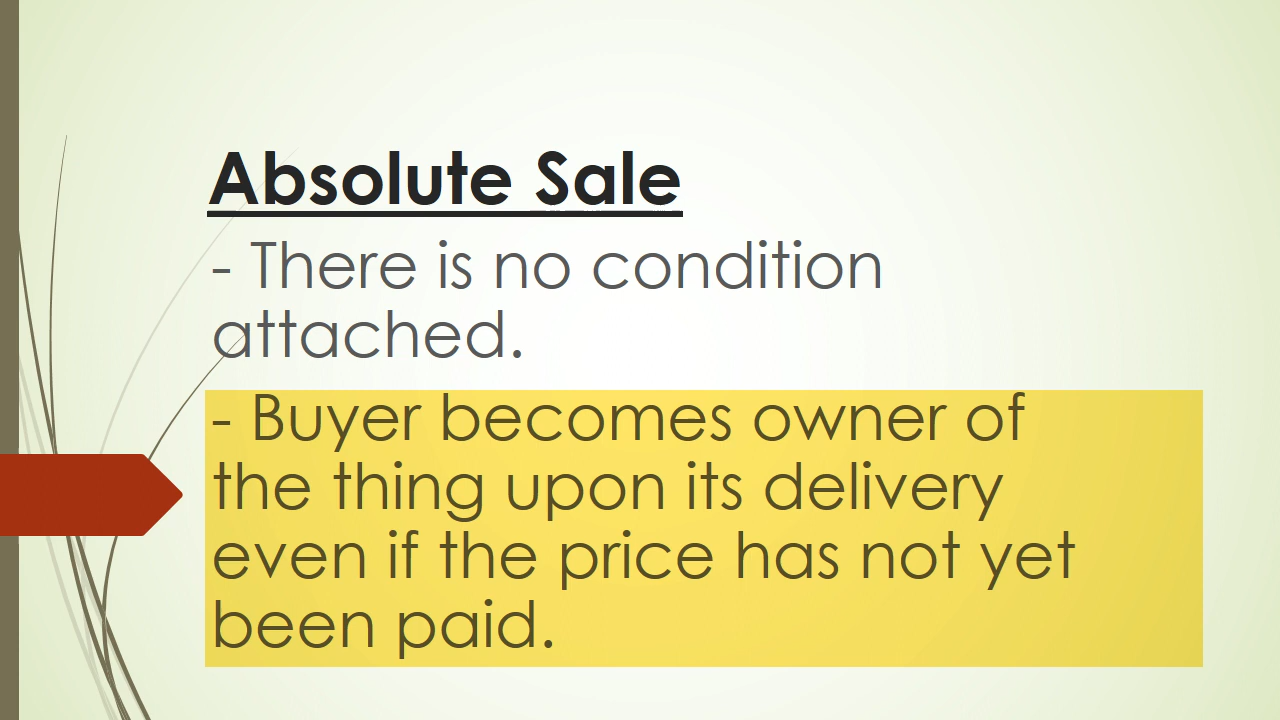 Absolute Sale
- There is no condition
attached.
- Buyer becomes owner of
the thing upon its delivery
even if the price has not yet
been paid.